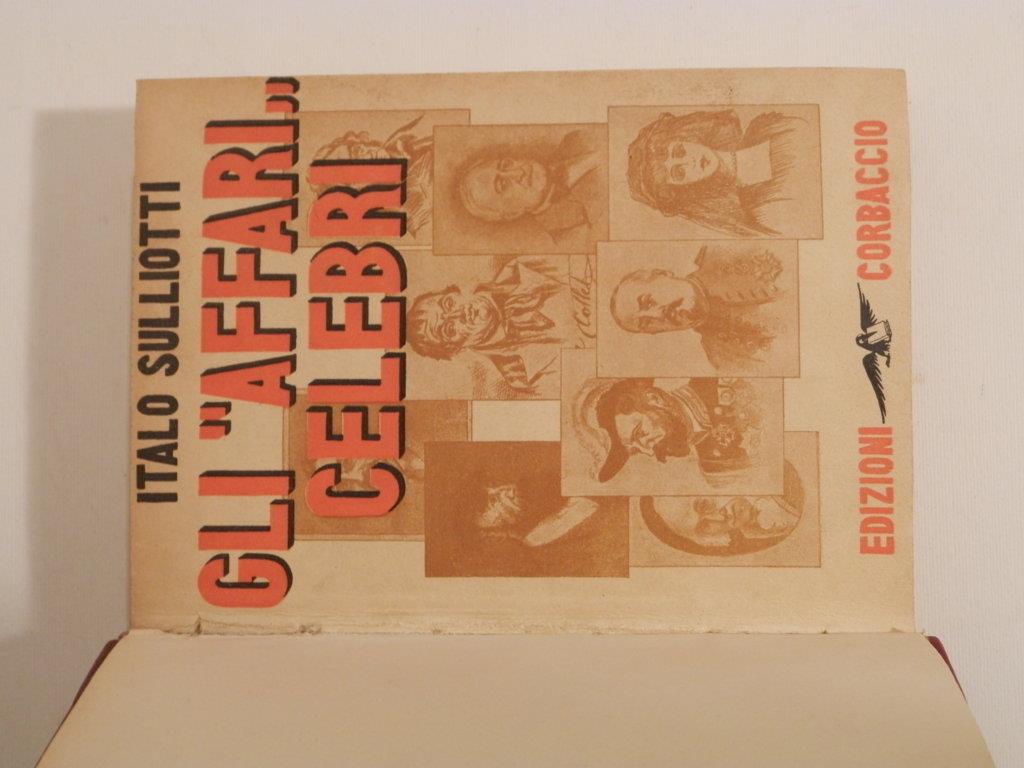 ITALO SULLIOTTI
GLI "AFFARI„
CELEBRI
EDIZIONI CORBACCIO